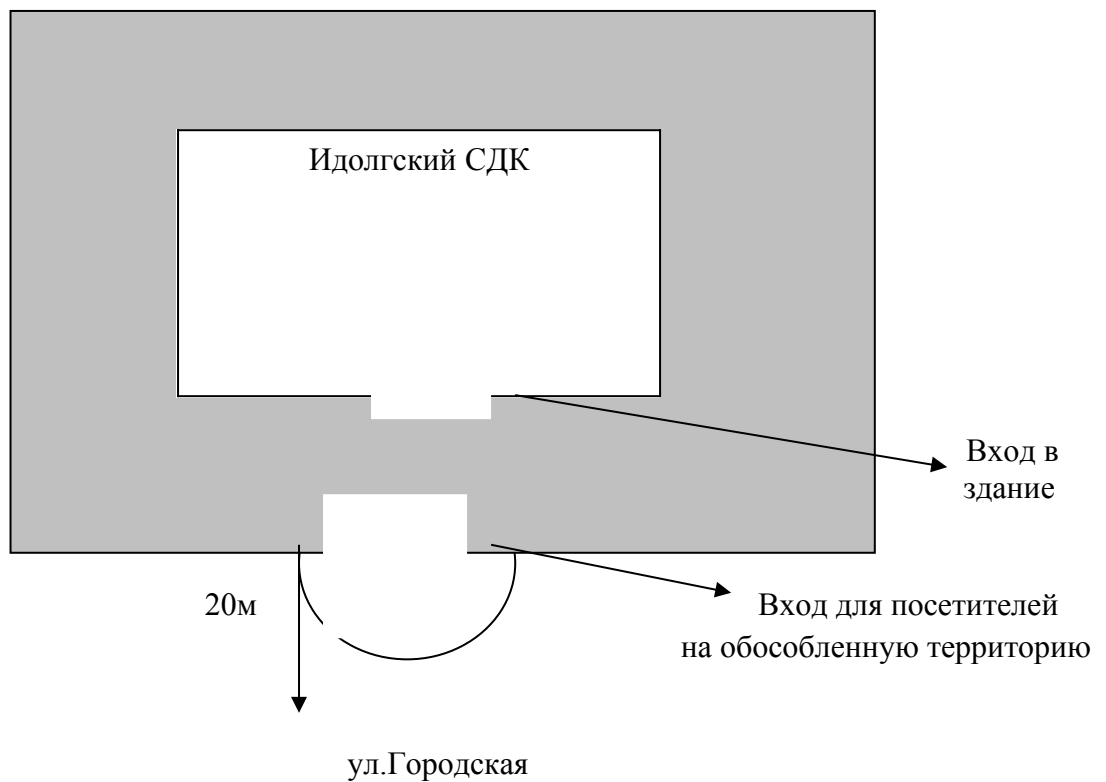 Идолгский СДК
Вход в
здание
20м
Вход для посетителей
на обособленную территорию
ул.Городская